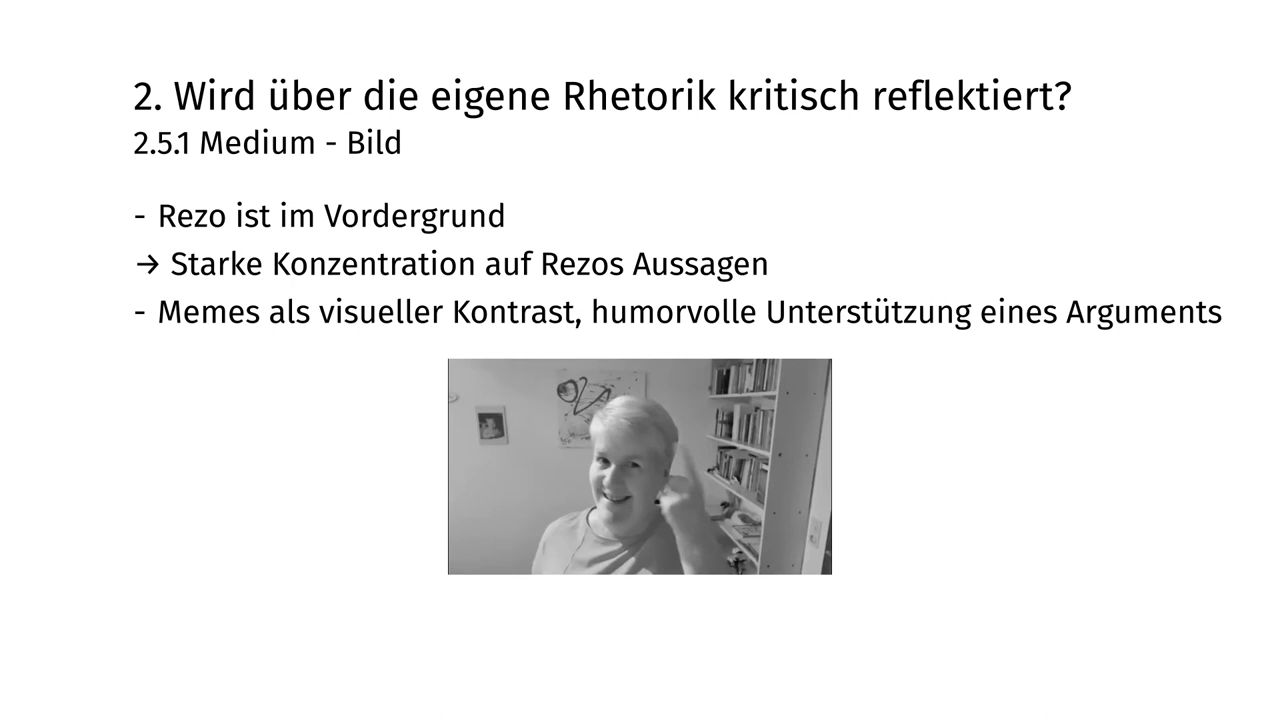 2. Wird über die eigene Rhetorik kritisch reflektiert?
2.5.1 Medium - Bild
- Rezo ist im Vordergrund
→ Starke Konzentration auf Rezos Aussagen
- Memes als visueller Kontrast, humorvolle Unterstützung eines Arguments